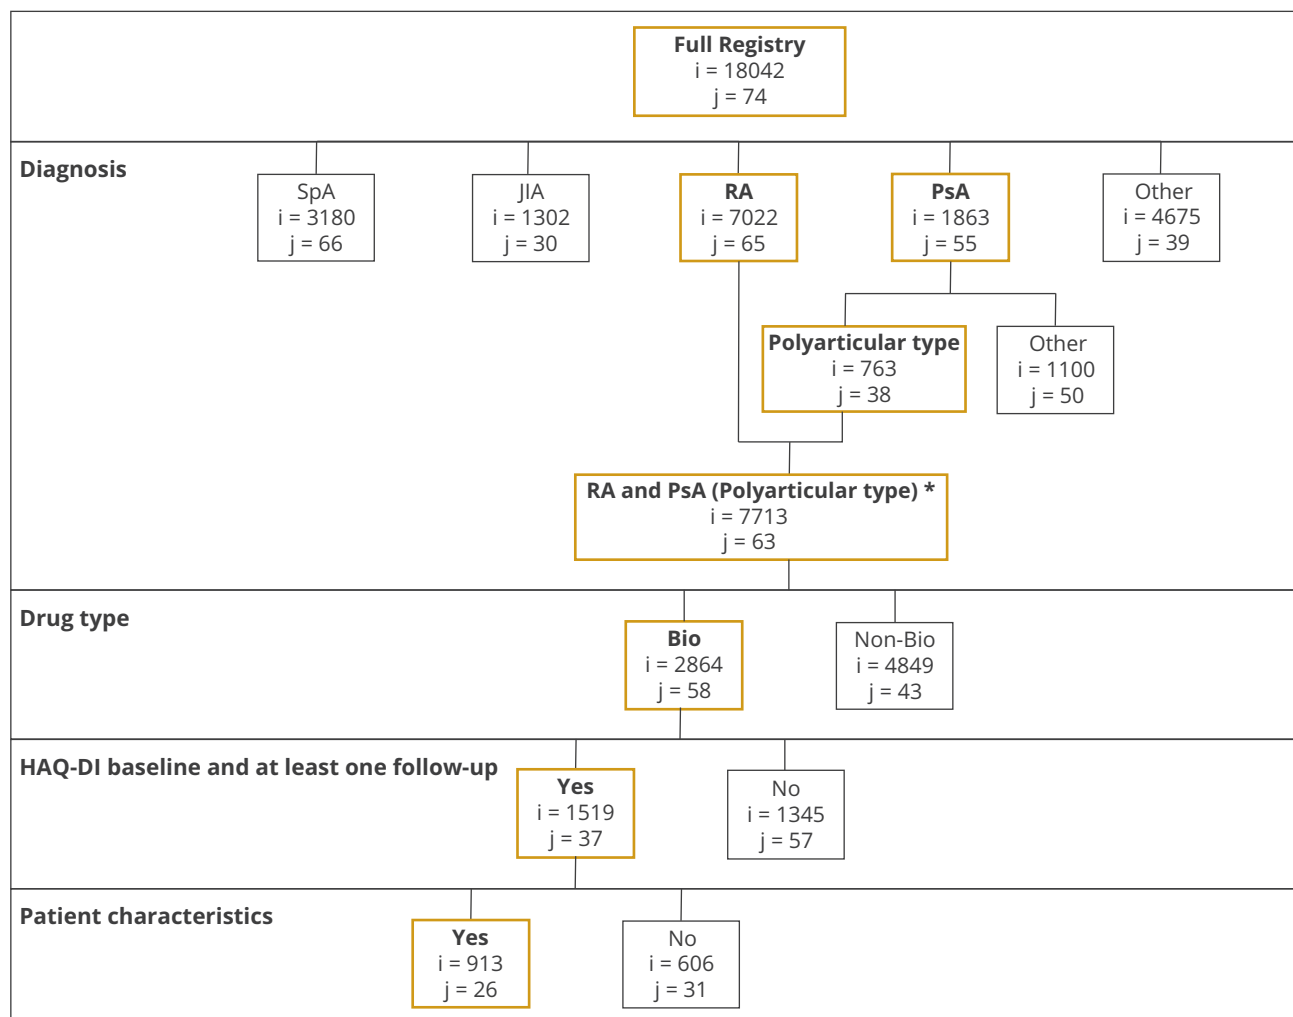 Full Registry
i = 18042
j = 74
Diagnosis
SpA
i = 3180
j = 66
JIA
i = 1302
j = 30
RA
i = 7022
j = 65
PsA
i = 1863
j = 55
Other
i = 4675
j = 39
Polyarticular type
i = 763
j = 38
Other
i = 1100
j = 50
RA and PsA (Polyarticular type) *
i = 7713
j = 63
Drug type
Bio
i = 2864
j = 58
Non-Bio
i = 4849
j = 43
HAQ-DI baseline and at least one follow-up
Yes
i = 1519
j = 37
No
i = 1345
j = 57
Patient characteristics
Yes
i = 913
j = 26
No
i = 606
j = 31